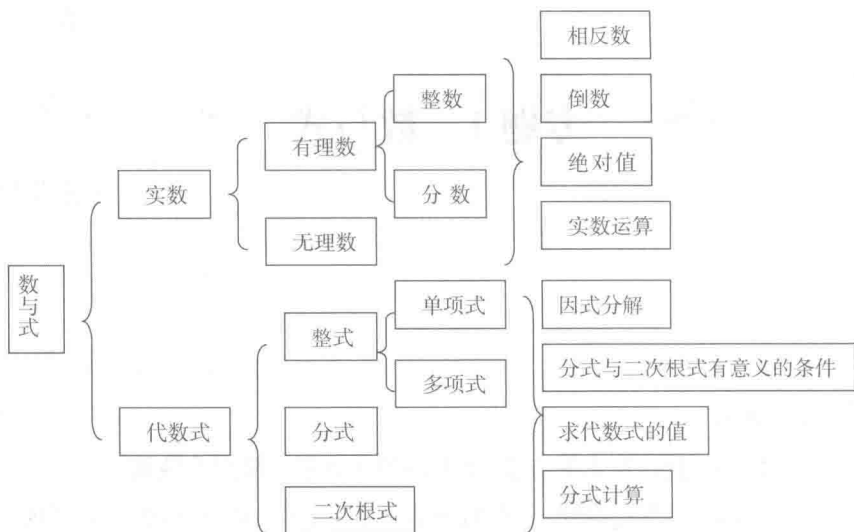 相反数
整数
倒数
有理数
绝对值
实数
分数
实数运算
无理数
数与式
单项式
因式分解
整式
多项式
分式与二次根式有意义的条件
代数式
分式
求代数式的值
二次根式
分式计算